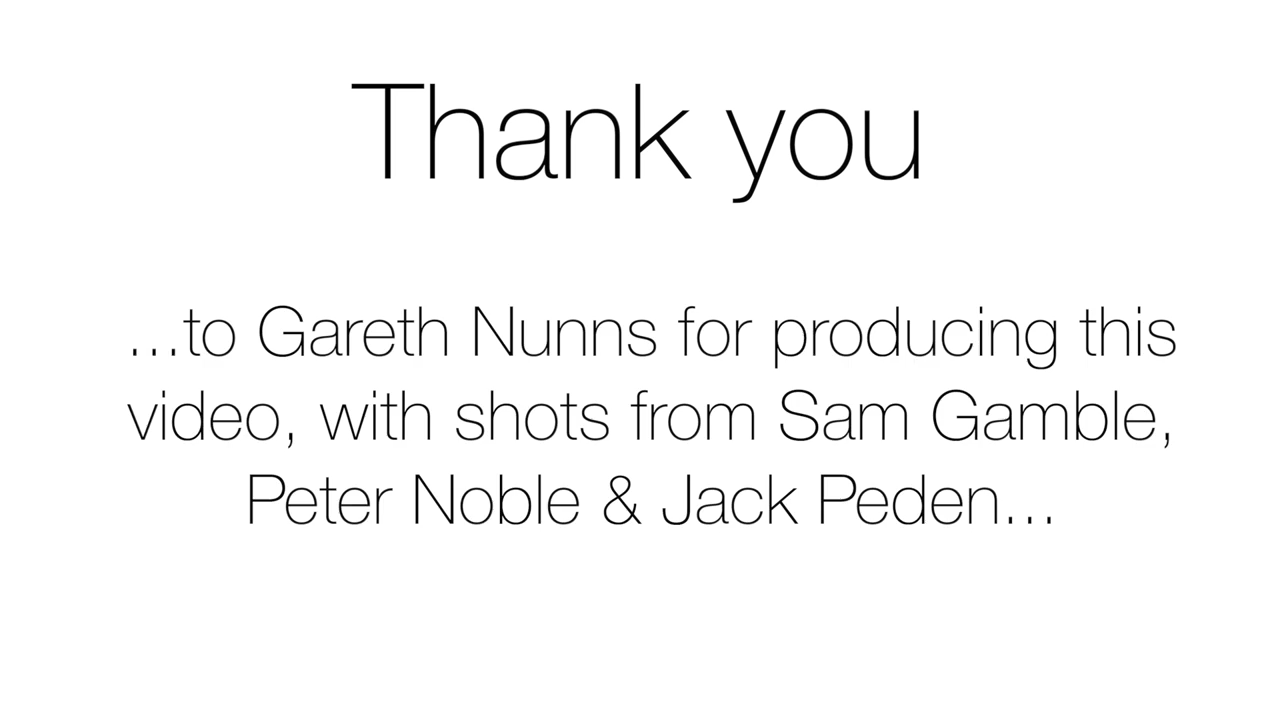 Thank you
...to Gareth Nunns for producing this
video, with shots from Sam Gamble,
Peter Noble & Jack Peden...